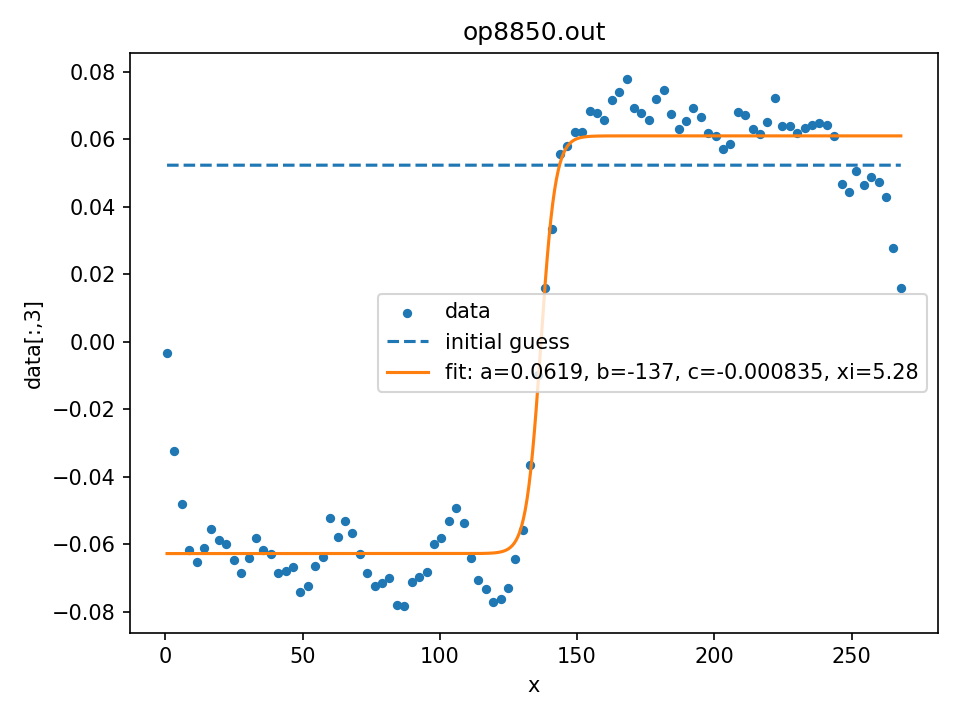 op8850.out
0.08
0.06
0.04
0.02
0.00
−0.02
−0.04
−0.06
−0.08
data[:,3]
data
initial guess
fit: a=0.0619, b=-137, c=-0.000835, xi=5.28
0 50 100 150 200 250
x